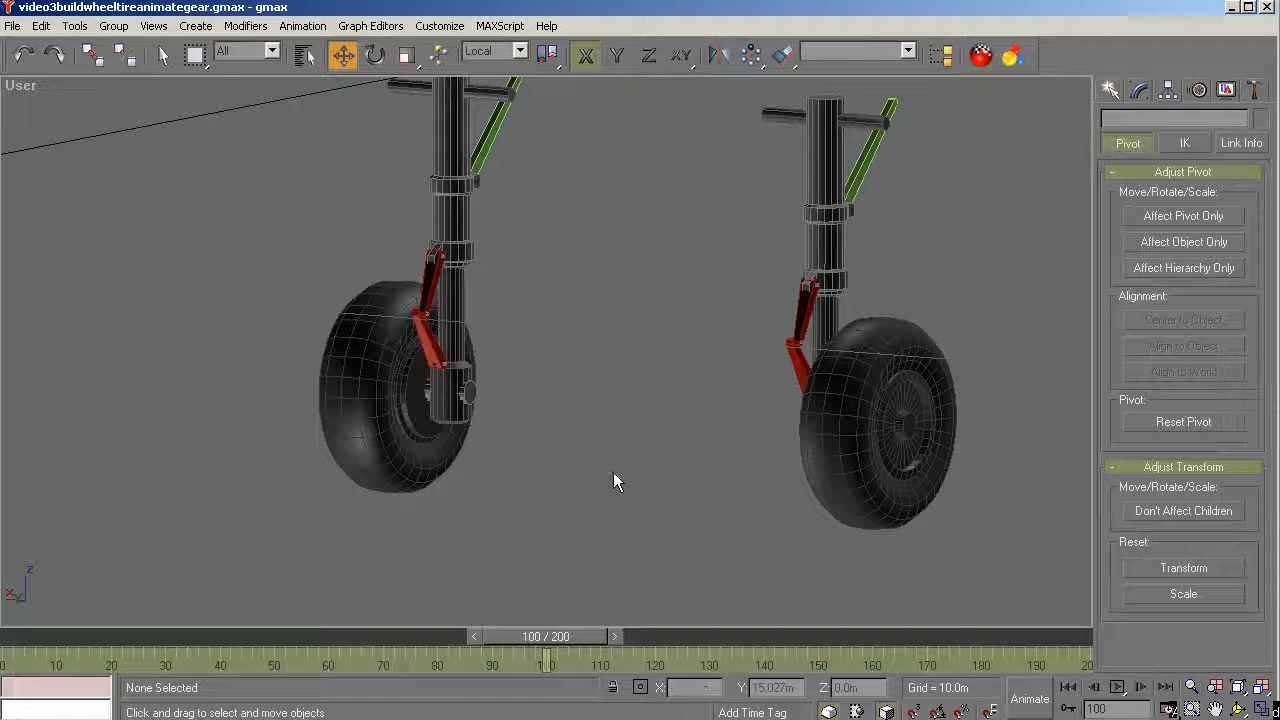 video3buildwheeltireanimategear.gmax - gmax
File Edit Tools Group Views Create Modifiers Animation Graph Editors Customize MAXScript Help
All
Local
X Y Z XY
User
Pivot IK Link Info
- Adjust Pivot
Move/Rotate/Scale:
Affect Pivot Only
Affect Object Only
Affect Hierarchy Only
Alignment:
Center to Object
Align to Object
Align to World
Pivot:
Reset Pivot
- Adjust Transform
Move/Rotate/Scale:
Don't Affect Children
Reset:
Transform
Scale
z
x
< 100 / 200 >
0 10 20 30 40 50 60 70 80 90 100 110 120 130 140 150 160 170 180 190 20
None Selected X: Y: 15.027m Z: 0.0m Grid = 10.0m Animate
Click and drag to select and move objects Add Time Tag 100